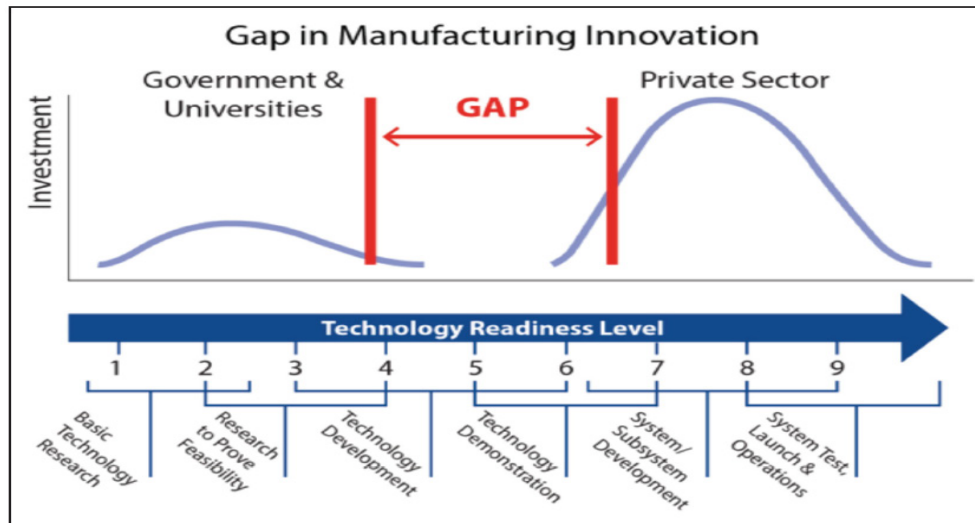 Gap in Manufacturing Innovation
Government &
Universities
Private Sector
GAP
Investment
Technology Readiness Level
1 2 3 4 5 6 7 8 9
Basic
Technology
Research
Research
to Prove
Feasibility
Technology
Development
Technology
Demonstration
System/
Subsystem
Development
System Test,
Launch &
Operations